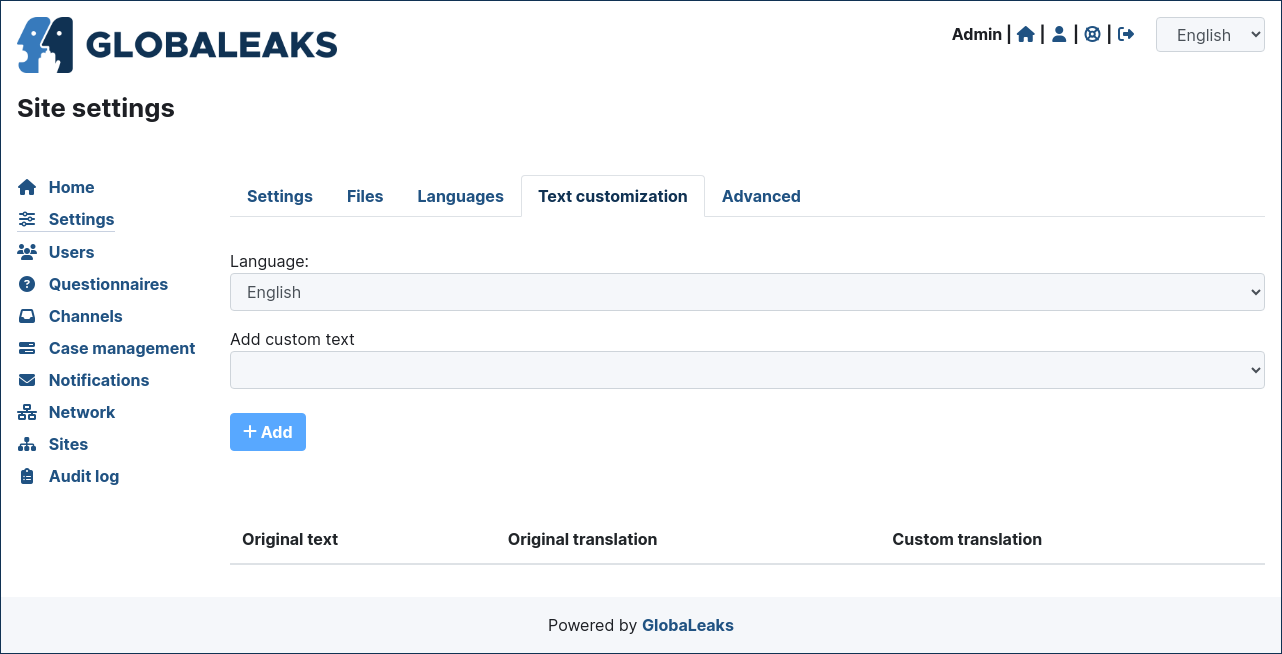 GLOBALEAKS
Admin | | | |
English
Site settings
Home
Settings
Users
Questionnaires
Channels
Case management
Notifications
Network
Sites
Audit log
Settings Files Languages Text customization Advanced
Language:
English
Add custom text
+ Add
Original text Original translation Custom translation
Powered by GlobaLeaks